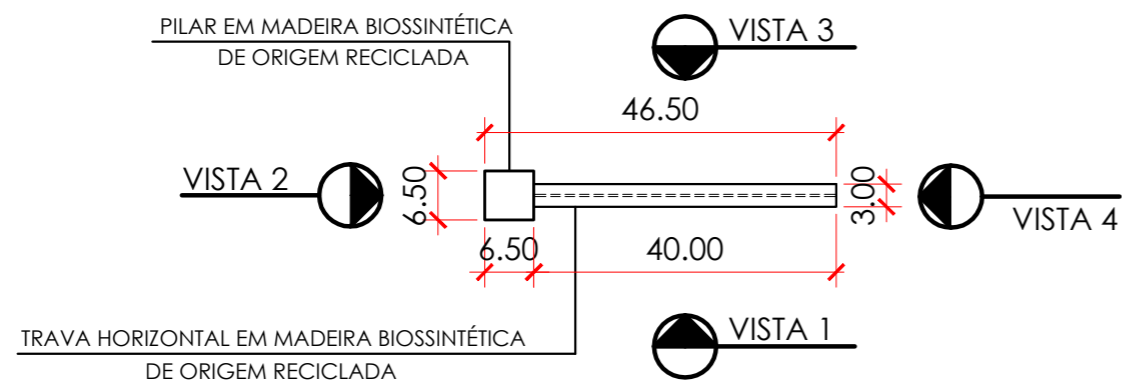 PILAR EM MADEIRA BIOSSINTÉTICA
DE ORIGEM RECICLADA
VISTA 3
46.50
VISTA 2
6.50
3.00
VISTA 4
6.50
40.00
TRAVA HORIZONTAL EM MADEIRA BIOSSINTÉTICA
DE ORIGEM RECICLADA
VISTA 1